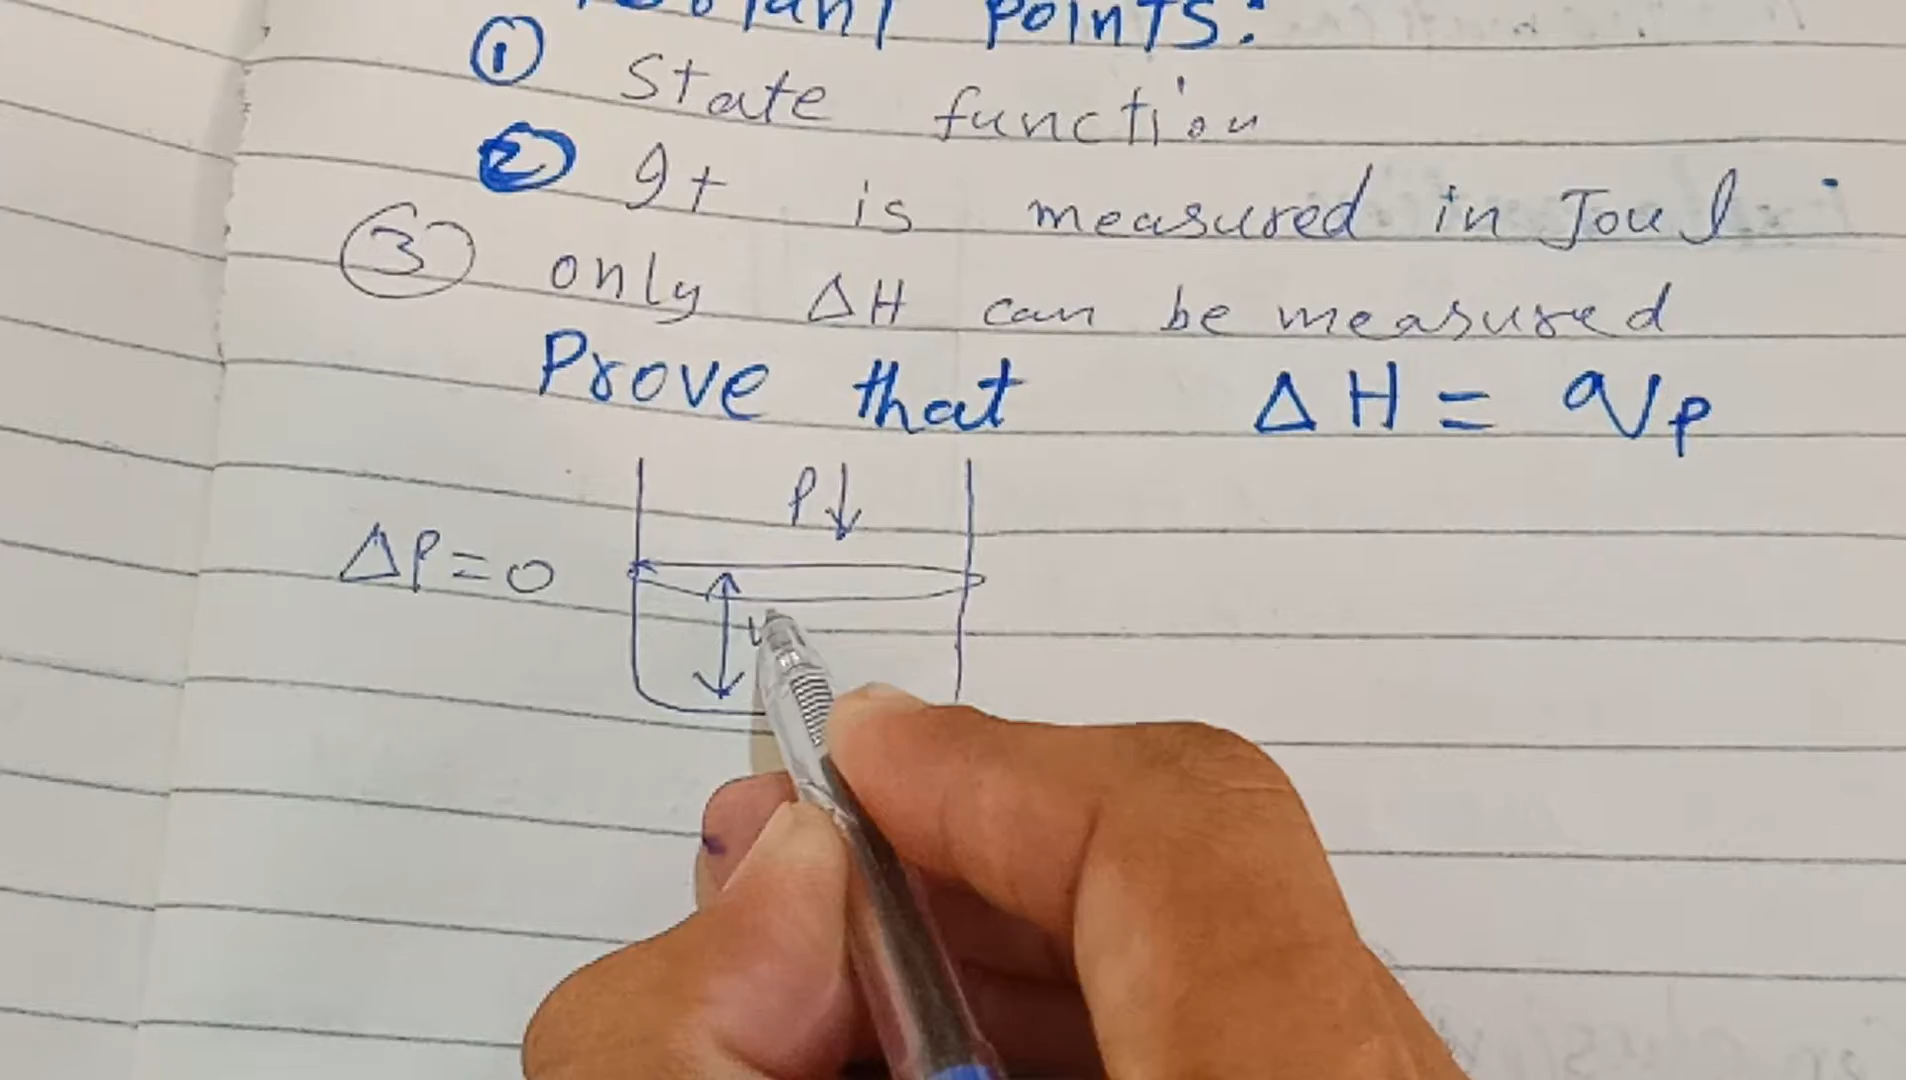 points:
① State function
② It is measured in Joul.
③ only ΔH can be measured
Prove that ΔH = qp
P↓
ΔP=0